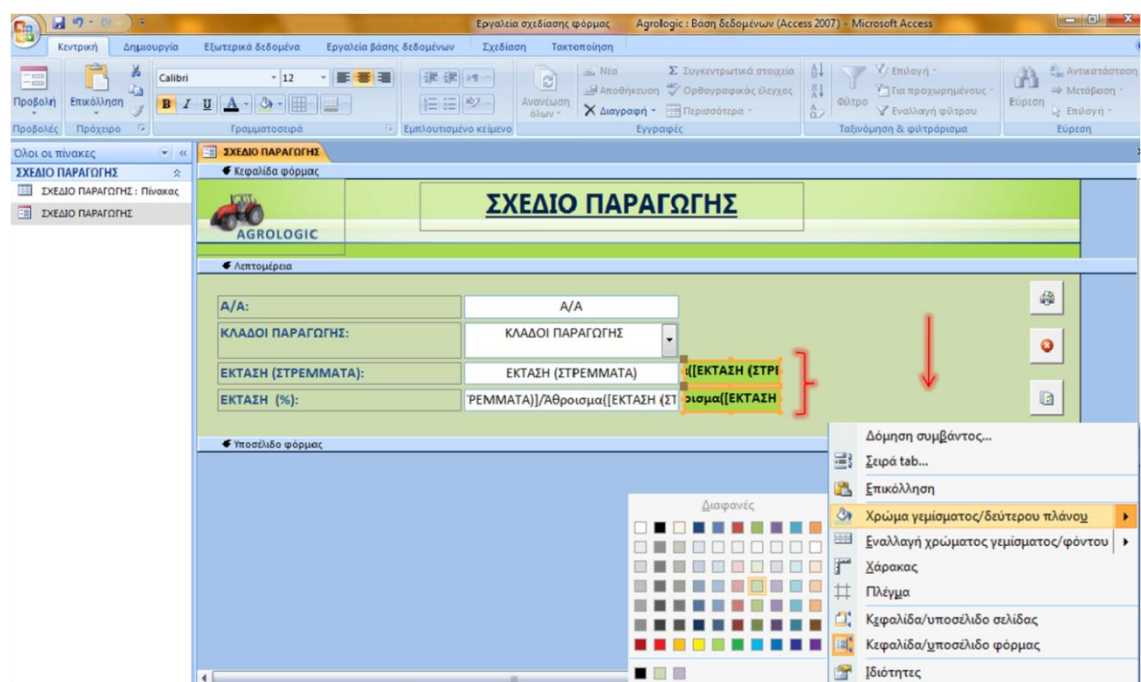 Εργαλεία σχεδίασης φόρμας Agrologic : Βάση δεδομένων (Access 2007) - Microsoft Access
Κεντρική Δημιουργία Εξωτερικά δεδομένα Εργαλεία βάσης δεδομένων Σχεδίαση Τακτοποίηση
Προβολή
Επικόλληση
Calibri 12
B I U A
Ανανέωση όλων
Νέα
Αποθήκευση
Διαγραφή
Συγκεντρωτικά στοιχεία
Ορθογραφικός έλεγχος
Περισσότερα
Φίλτρο
Επιλογή
Για προχωρημένους
Εναλλαγή φίλτρου
Εύρεση
Αντικατάσταση
Μετάβαση
Επιλογή
Προβολές Πρόχειρο Γραμματοσειρά Εμπλουτισμένο κείμενο Εγγραφές Ταξινόμηση & φιλτράρισμα Εύρεση
Όλοι οι πίνακες
ΣΧΕΔΙΟ ΠΑΡΑΓΩΓΗΣ
ΣΧΕΔΙΟ ΠΑΡΑΓΩΓΗΣ : Πίνακας
ΣΧΕΔΙΟ ΠΑΡΑΓΩΓΗΣ
ΣΧΕΔΙΟ ΠΑΡΑΓΩΓΗΣ
Κεφαλίδα φόρμας
AGROLOGIC
ΣΧΕΔΙΟ ΠΑΡΑΓΩΓΗΣ
Λεπτομέρεια
Α/Α: Α/Α
ΚΛΑΔΟΙ ΠΑΡΑΓΩΓΗΣ: ΚΛΑΔΟΙ ΠΑΡΑΓΩΓΗΣ
ΕΚΤΑΣΗ (ΣΤΡΕΜΜΑΤΑ): ΕΚΤΑΣΗ (ΣΤΡΕΜΜΑΤΑ) ([ΕΚΤΑΣΗ (ΣΤΡΕ
ΕΚΤΑΣΗ (%): ΡΕΜΜΑΤΑ)]/Άθροισμα([ΕΚΤΑΣΗ (ΣΤ οισμα([ΕΚΤΑΣΗ
Υποσέλιδο φόρμας
Διαφανές
Δόμηση συμβάντος...
Σειρά tab...
Επικόλληση
Χρώμα γεμίσματος/δεύτερου πλάνου
Εναλλαγή χρώματος γεμίσματος/φόντου
Χάρακας
Πλέγμα
Κεφαλίδα/υποσέλιδο σελίδας
Κεφαλίδα/υποσέλιδο φόρμας
Ιδιότητες